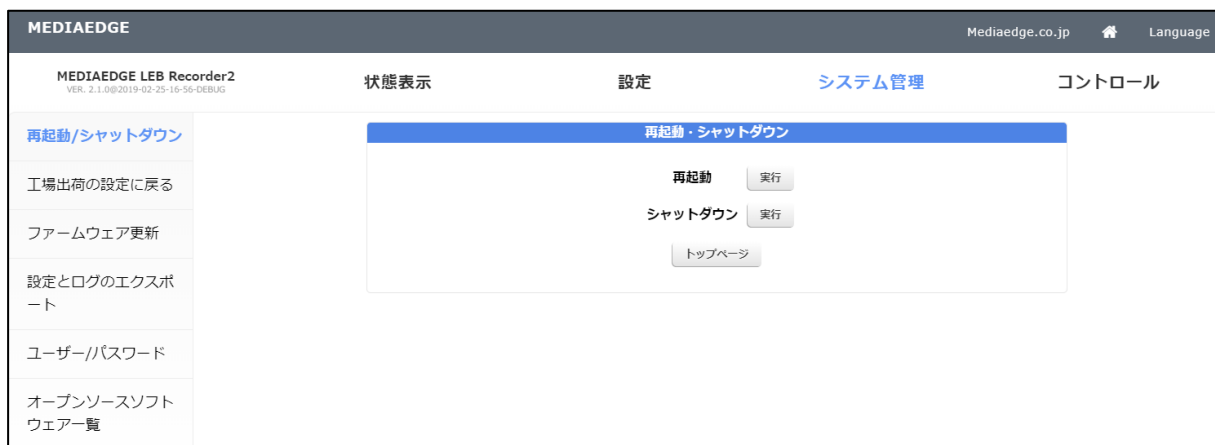 MEDIAEDGE
Mediaedge.co.jp Language
MEDIAEDGE LEB Recorder2
VER. 2.1.0@2019-02-25-16-56-DEBUG
状態表示 設定 システム管理 コントロール
再起動/シャットダウン
工場出荷の設定に戻る
ファームウェア更新
設定とログのエクスポ
ート
ユーザー/パスワード
オープンソースソフト
ウェア一覧
再起動・シャットダウン
再起動 実行
シャットダウン 実行
トップページ